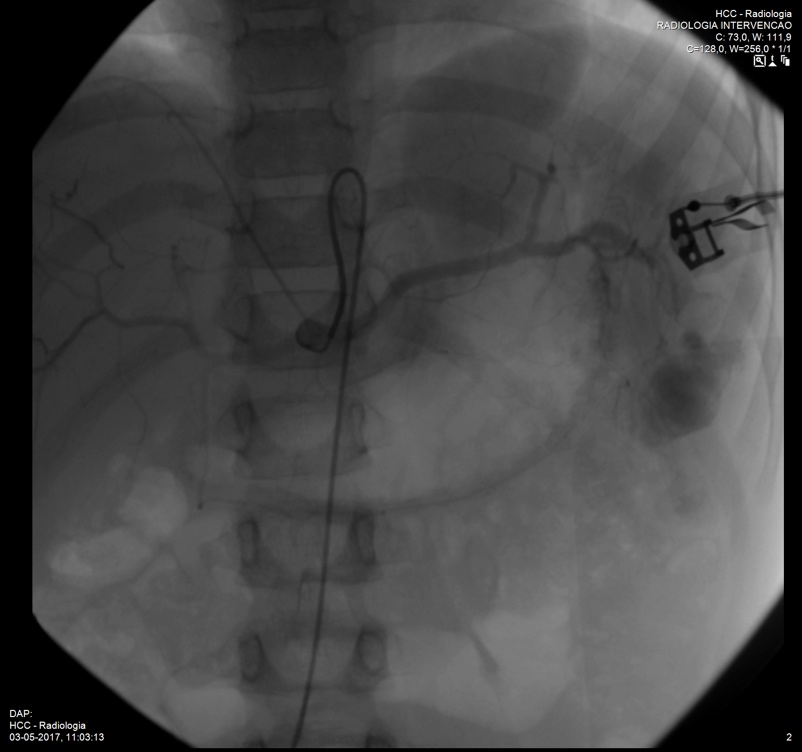 HCC - Radiologia
RADIOLOGIA INTERVENCAO
C: 73,0, W: 111,9
C=128,0, W=256,0 * 1/1
DAP:
HCC - Radiologia
03-05-2017, 11:03:13
2